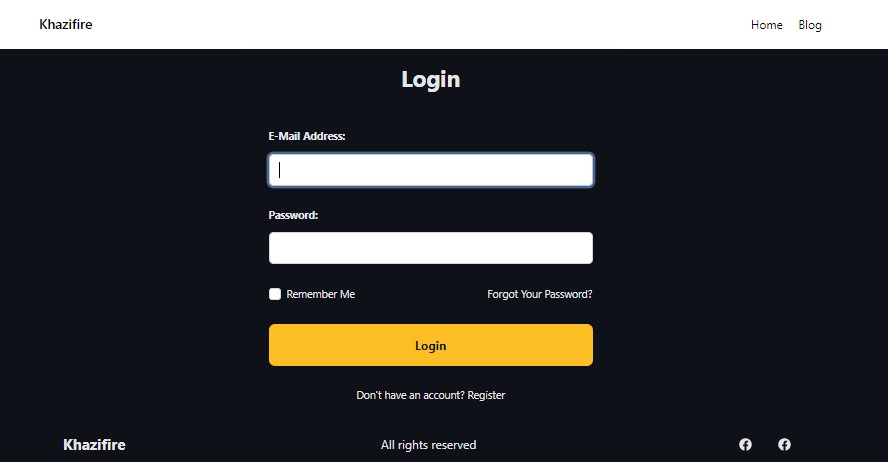 Khazifire
Home Blog
Login
E-Mail Address:
Password:
Remember Me Forgot Your Password?
Login
Don't have an account? Register
Khazifire All rights reserved